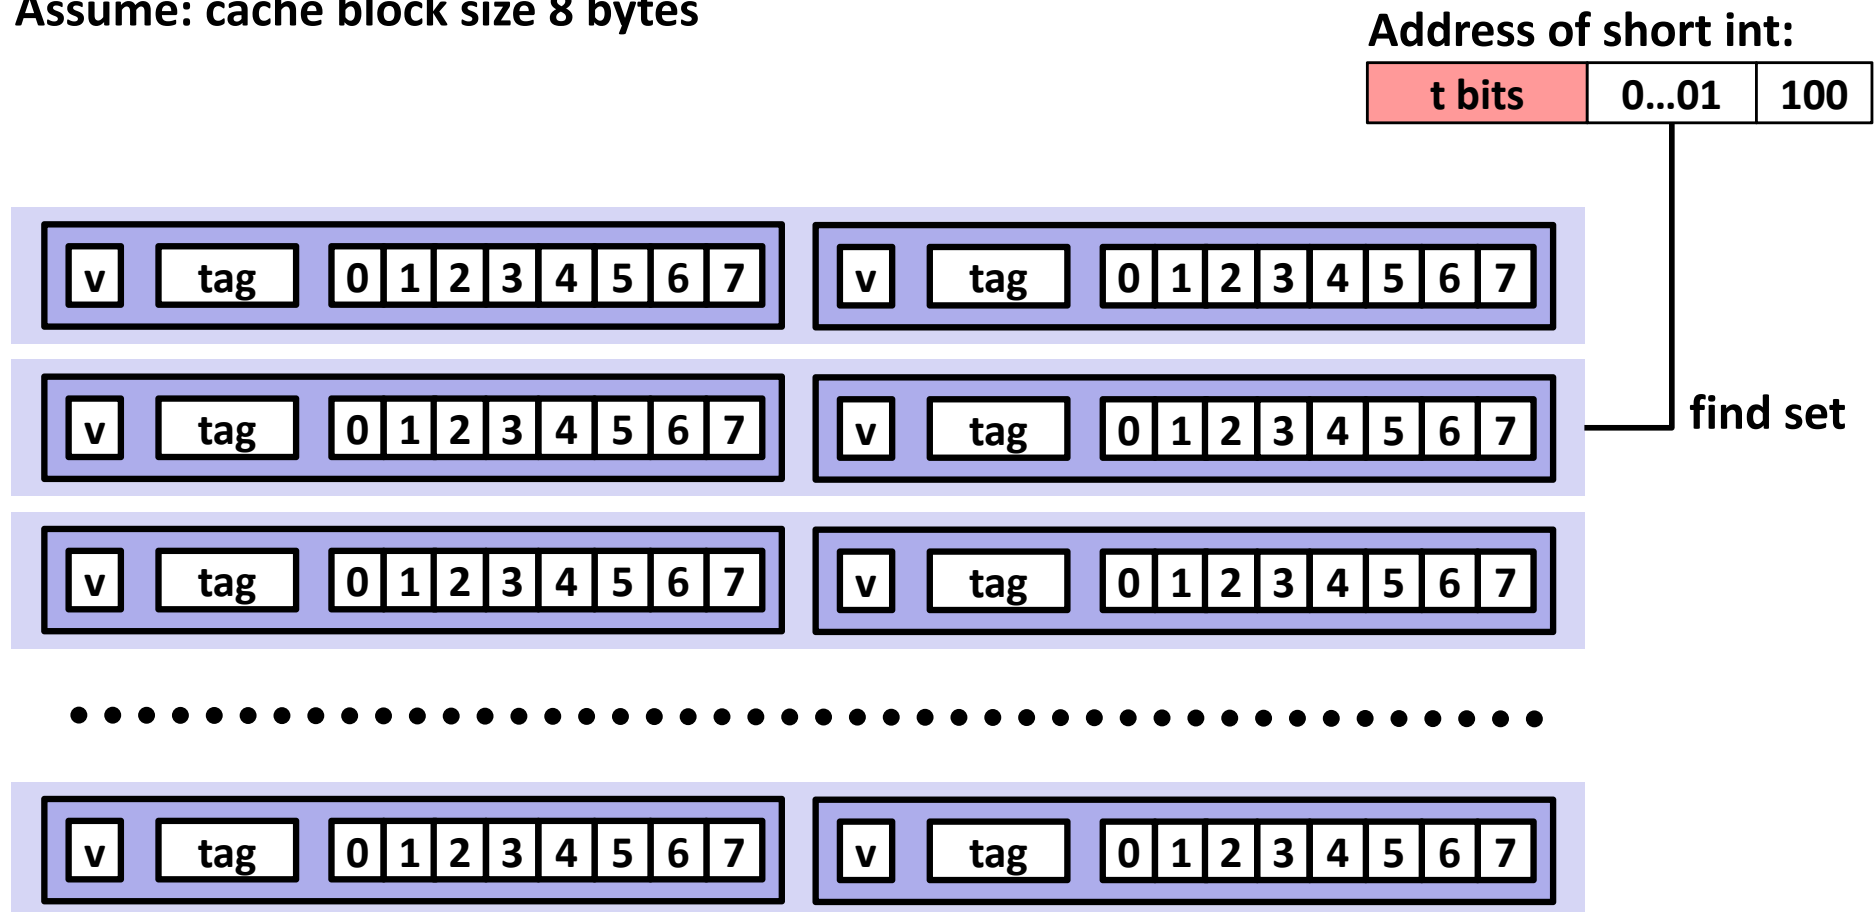 Assume: cache block size 8 bytes
Address of short int:
t bits 0...01 100
v tag 0 1 2 3 4 5 6 7 v tag 0 1 2 3 4 5 6 7
v tag 0 1 2 3 4 5 6 7 v tag 0 1 2 3 4 5 6 7
find set
v tag 0 1 2 3 4 5 6 7 v tag 0 1 2 3 4 5 6 7
v tag 0 1 2 3 4 5 6 7 v tag 0 1 2 3 4 5 6 7